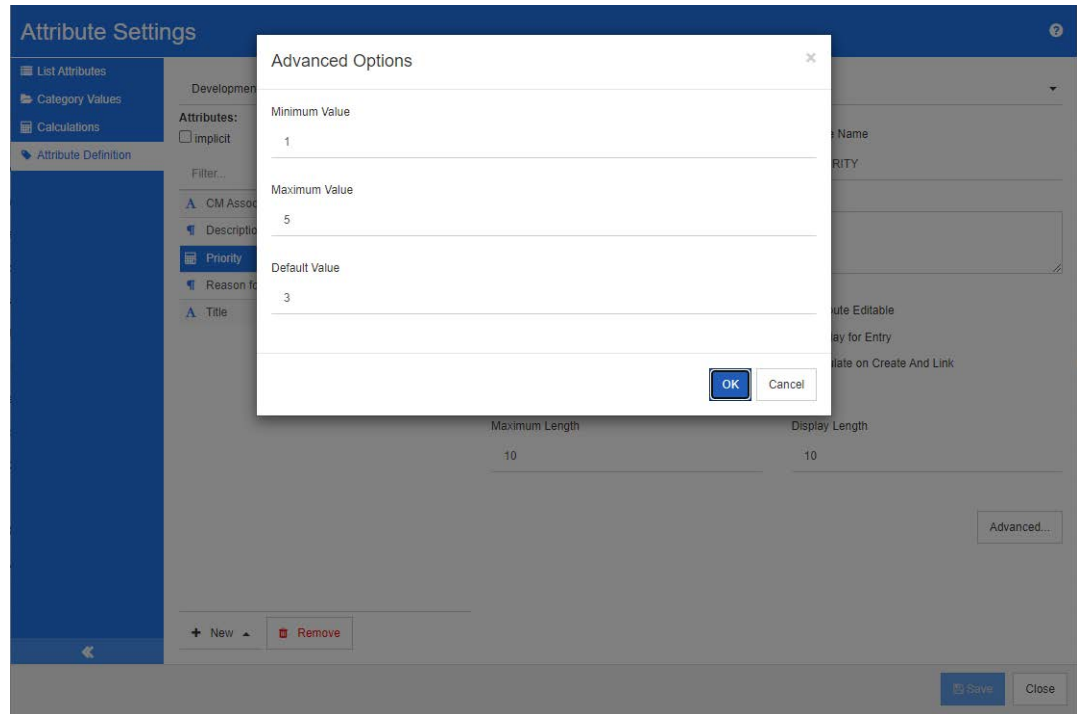 Attribute Settings
List Attributes
Category Values
Calculations
Attribute Definition
Developmen
Attributes:
implicit
Filter...
A CM Assoc
Descriptio
Priority
Reason fo
A Title
Advanced Options
×
Minimum Value
1
Maximum Value
5
Default Value
3
OK
Cancel
Name
RITY
ute Editable
ay for Entry
late on Create And Link
Maximum Length
10
Display Length
10
Advanced...
+ New
Remove
Save
Close